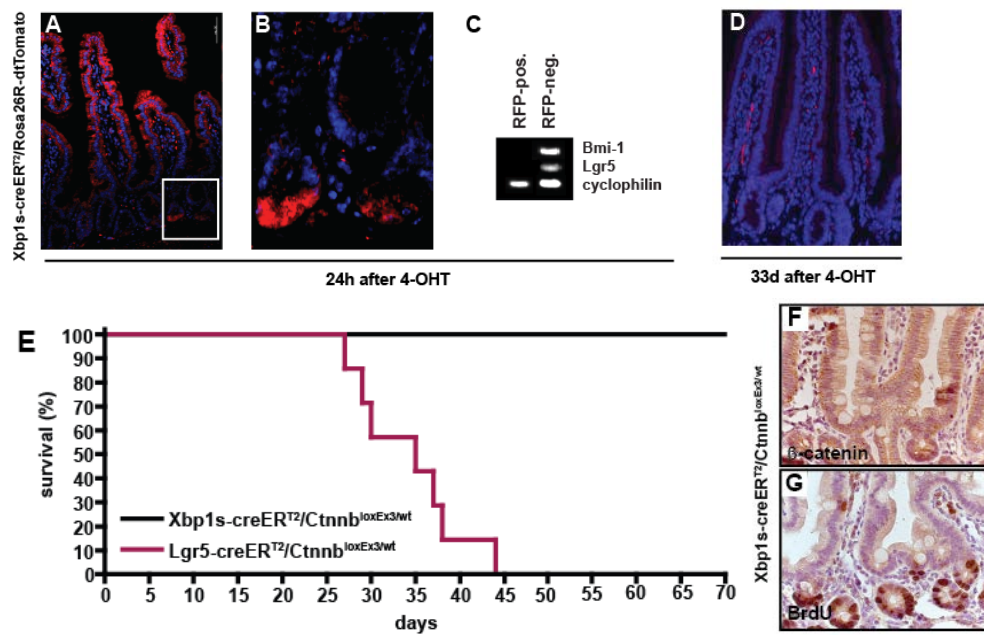 Xbp1s-creERT2/Rosa26R-dtTomato
A
B
C
D
RFP-pos.
RFP-neg.
Bmi-1
Lgr5
cyclophilin
24h after 4-OHT
33d after 4-OHT
E
survival (%)
100
90
80
70
60
50
40
30
20
10
0
Xbp1s-creERT2/CtnnbloxEx3/wt
Lgr5-creERT2/CtnnbloxEx3/wt
0 5 10 15 20 25 30 35 40 45 50 55 60 65 70
days
Xbp1s-creERT2/CtnnbloxEx3/wt
F
ß-catenin
G
BrdU